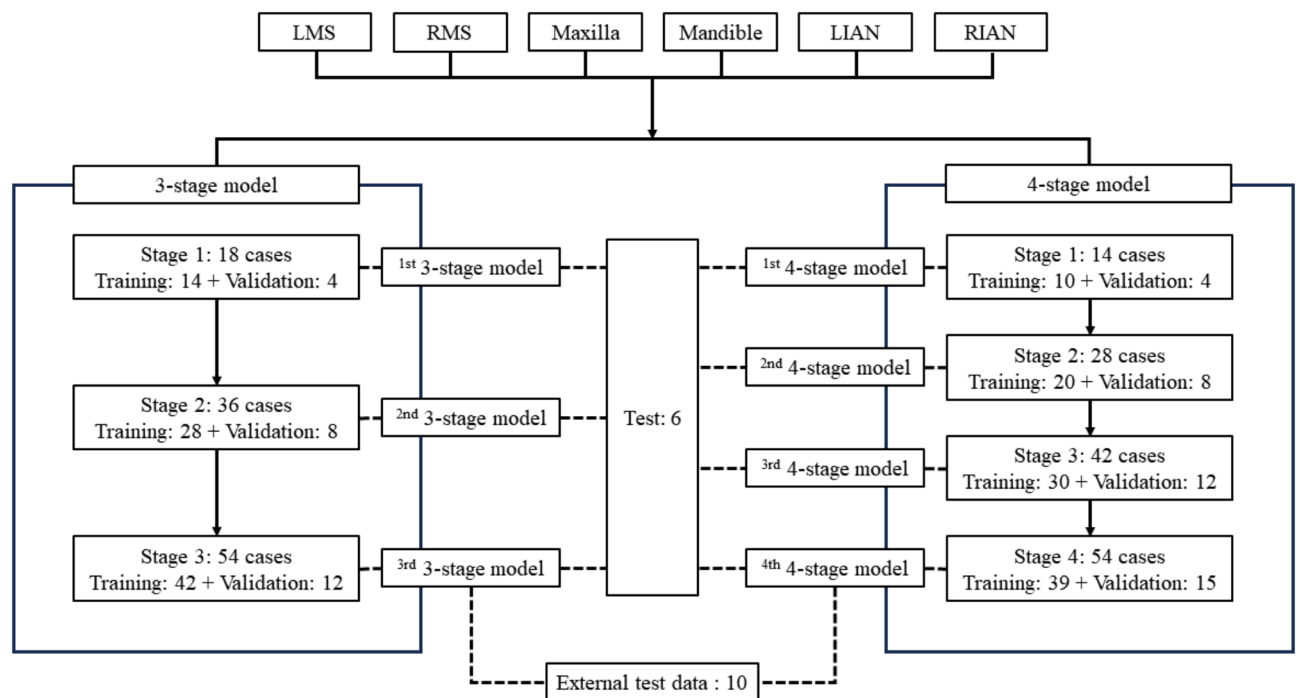 LMS
RMS
Maxilla
Mandible
LIAN
RIAN
3-stage model
4-stage model
Stage 1: 18 cases
Training: 14 + Validation: 4
1st 3-stage model
1st 4-stage model
Stage 1: 14 cases
Training: 10 + Validation: 4
2nd 4-stage model
Stage 2: 28 cases
Training: 20 + Validation: 8
Stage 2: 36 cases
Training: 28 + Validation: 8
2nd 3-stage model
Test: 6
3rd 4-stage model
Stage 3: 42 cases
Training: 30 + Validation: 12
Stage 3: 54 cases
Training: 42 + Validation: 12
3rd 3-stage model
4th 4-stage model
Stage 4: 54 cases
Training: 39 + Validation: 15
External test data : 10